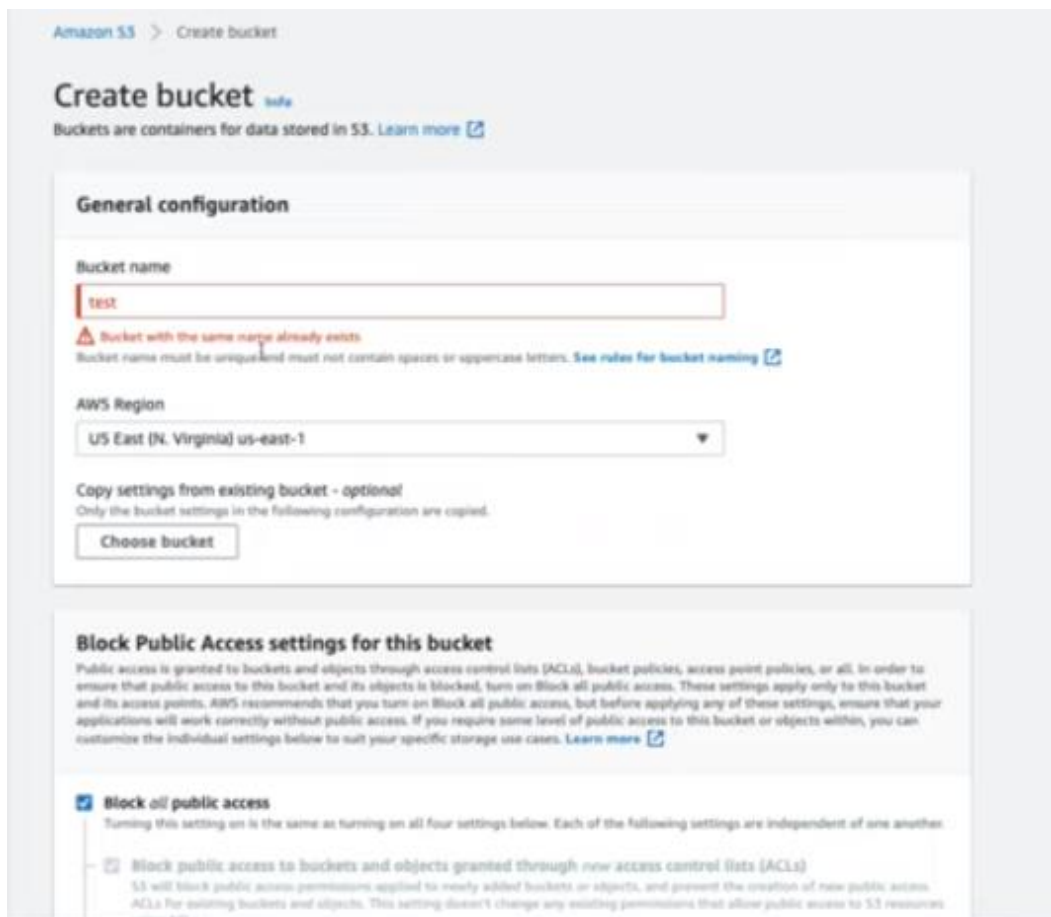 Amazon S3 > Create bucket
Create bucket Info
Buckets are containers for data stored in S3. Learn more
General configuration
Bucket name
test
Bucket with the same name already exists
Bucket name must be unique and must not contain spaces or uppercase letters. See rules for bucket naming
AWS Region
US East (N. Virginia) us-east-1
Copy settings from existing bucket - optional
Only the bucket settings in the following configuration are copied.
Choose bucket
Block Public Access settings for this bucket
Public access is granted to buckets and objects through access control lists (ACLs), bucket policies, access point policies, or all. In order to
ensure that public access to this bucket and its objects is blocked, turn on Block all public access. These settings apply only to this bucket
and its access points. AWS recommends that you turn on Block all public access, but before applying any of these settings, ensure that your
applications will work correctly without public access. If you require some level of public access to this bucket or objects within, you can
customize the individual settings below to suit your specific storage use cases. Learn more
Block all public access
Turning this setting on is the same as turning on all four settings below. Each of the following settings are independent of one another.
Block public access to buckets and objects granted through new access control lists (ACLs)
S3 will block public access permissions applied to newly added buckets or objects, and prevent the creation of new public access
ACLs for existing buckets and objects. This setting doesn't change any existing permissions that allow public access to S3 resources